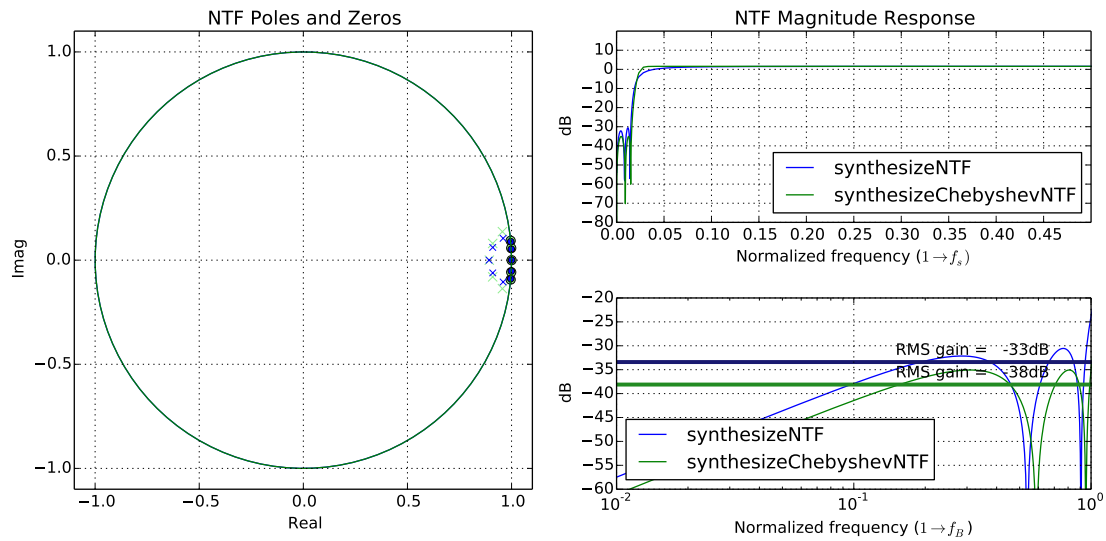 NTF Poles and Zeros
1.0
0.5
0.0
−0.5
−1.0
Imag
−1.0 −0.5 0.0 0.5 1.0
Real
NTF Magnitude Response
10
0
−10
−20
−30
−40
−50
−60
−70
−80
dB
synthesizeNTF
synthesizeChebyshevNTF
0.00 0.05 0.10 0.15 0.20 0.25 0.30 0.35 0.40 0.45
Normalized frequency (1→f_s)
−20
−25
−30
−35
−40
−45
−50
−55
−60
dB
RMS gain = -33dB
RMS gain = -38dB
synthesizeNTF
synthesizeChebyshevNTF
10^{-2} 10^{-1} 10^{0}
Normalized frequency (1→f_B)